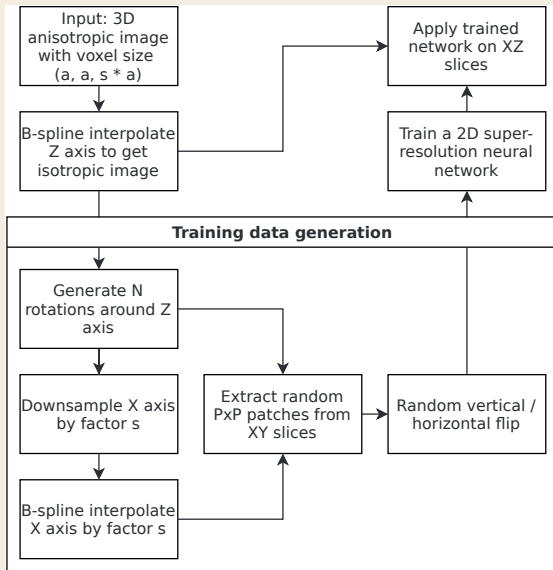 Input: 3D
anisotropic image
with voxel size
(a, a, s * a)
Apply trained
network on XZ
slices
B-spline interpolate
Z axis to get
isotropic image
Train a 2D super-
resolution neural
network
Training data generation
Generate N
rotations around Z
axis
Downsample X axis
by factor s
Extract random
PxP patches from
XY slices
Random vertical /
horizontal flip
B-spline interpolate
X axis by factor s